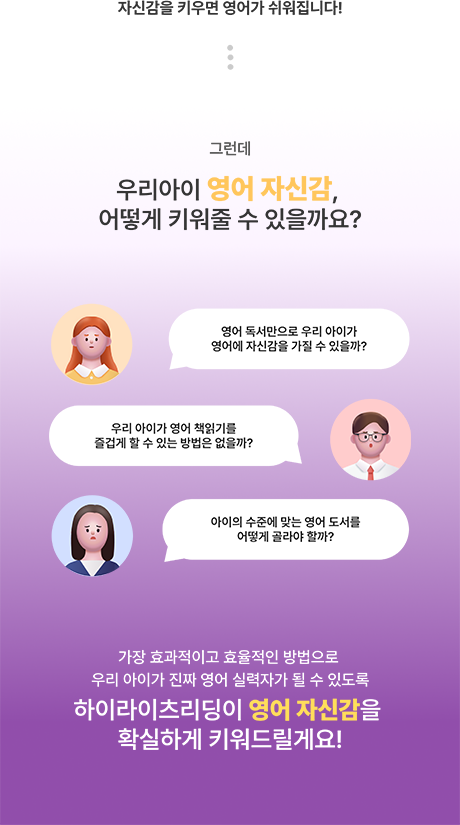 자신감을 키우면 영어가 쉬워집니다!
그런데
우리아이 영어 자신감,
어떻게 키워줄 수 있을까요?
영어 독서만으로 우리 아이가
영어에 자신감을 가질 수 있을까?
우리 아이가 영어 책읽기를
즐겁게 할 수 있는 방법은 없을까?
아이의 수준에 맞는 영어 도서를
어떻게 골라야 할까?
가장 효과적이고 효율적인 방법으로
우리 아이가 진짜 영어 실력자가 될 수 있도록
하이라이츠리딩이 영어 자신감을
확실하게 키워드릴게요!